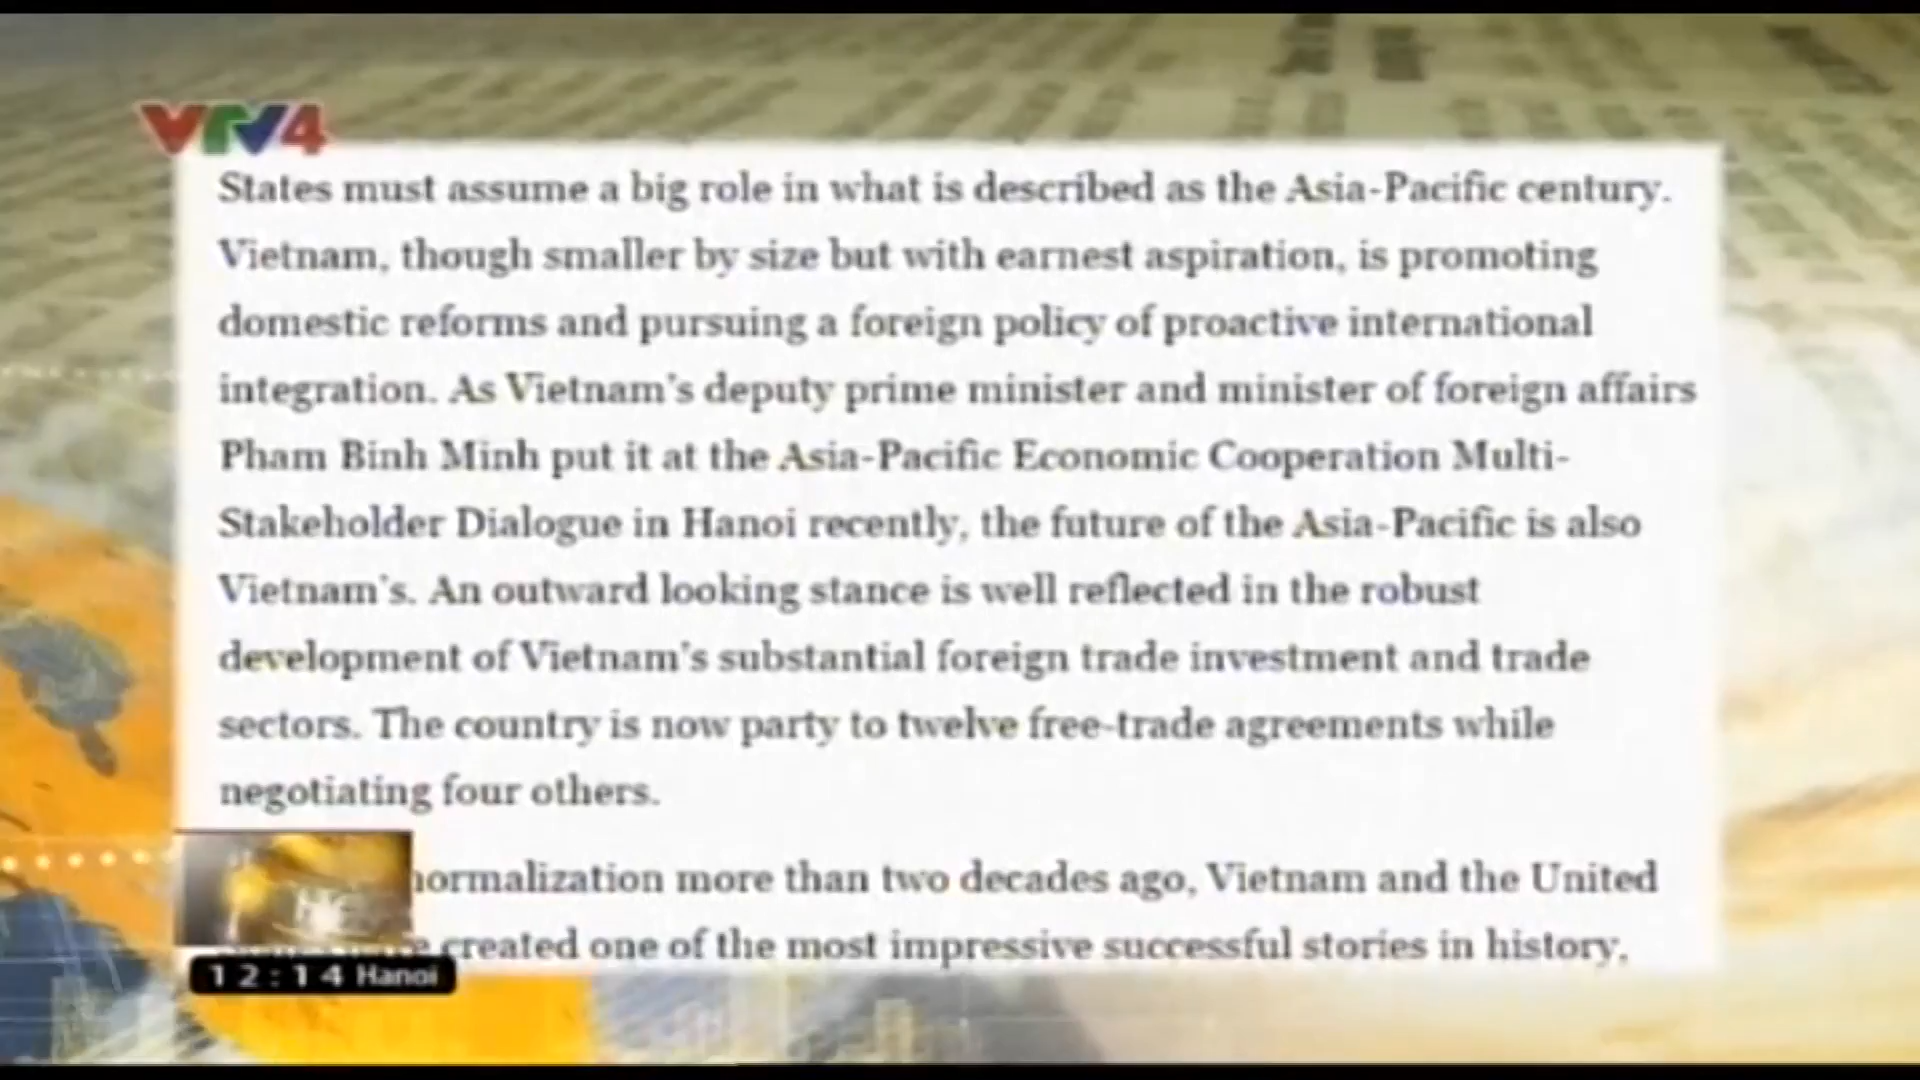 VTV4
States must assume a big role in what is described as the Asia-Pacific century.
Vietnam, though smaller by size but with earnest aspiration, is promoting
domestic reforms and pursuing a foreign policy of proactive international
integration. As Vietnam's deputy prime minister and minister of foreign affairs
Pham Binh Minh put it at the Asia-Pacific Economic Cooperation Multi-
Stakeholder Dialogue in Hanoi recently, the future of the Asia-Pacific is also
Vietnam's. An outward looking stance is well reflected in the robust
development of Vietnam's substantial foreign trade investment and trade
sectors. The country is now party to twelve free-trade agreements while
negotiating four others.
normalization more than two decades ago, Vietnam and the United
created one of the most impressive successful stories in history,
12:14 Hanoi